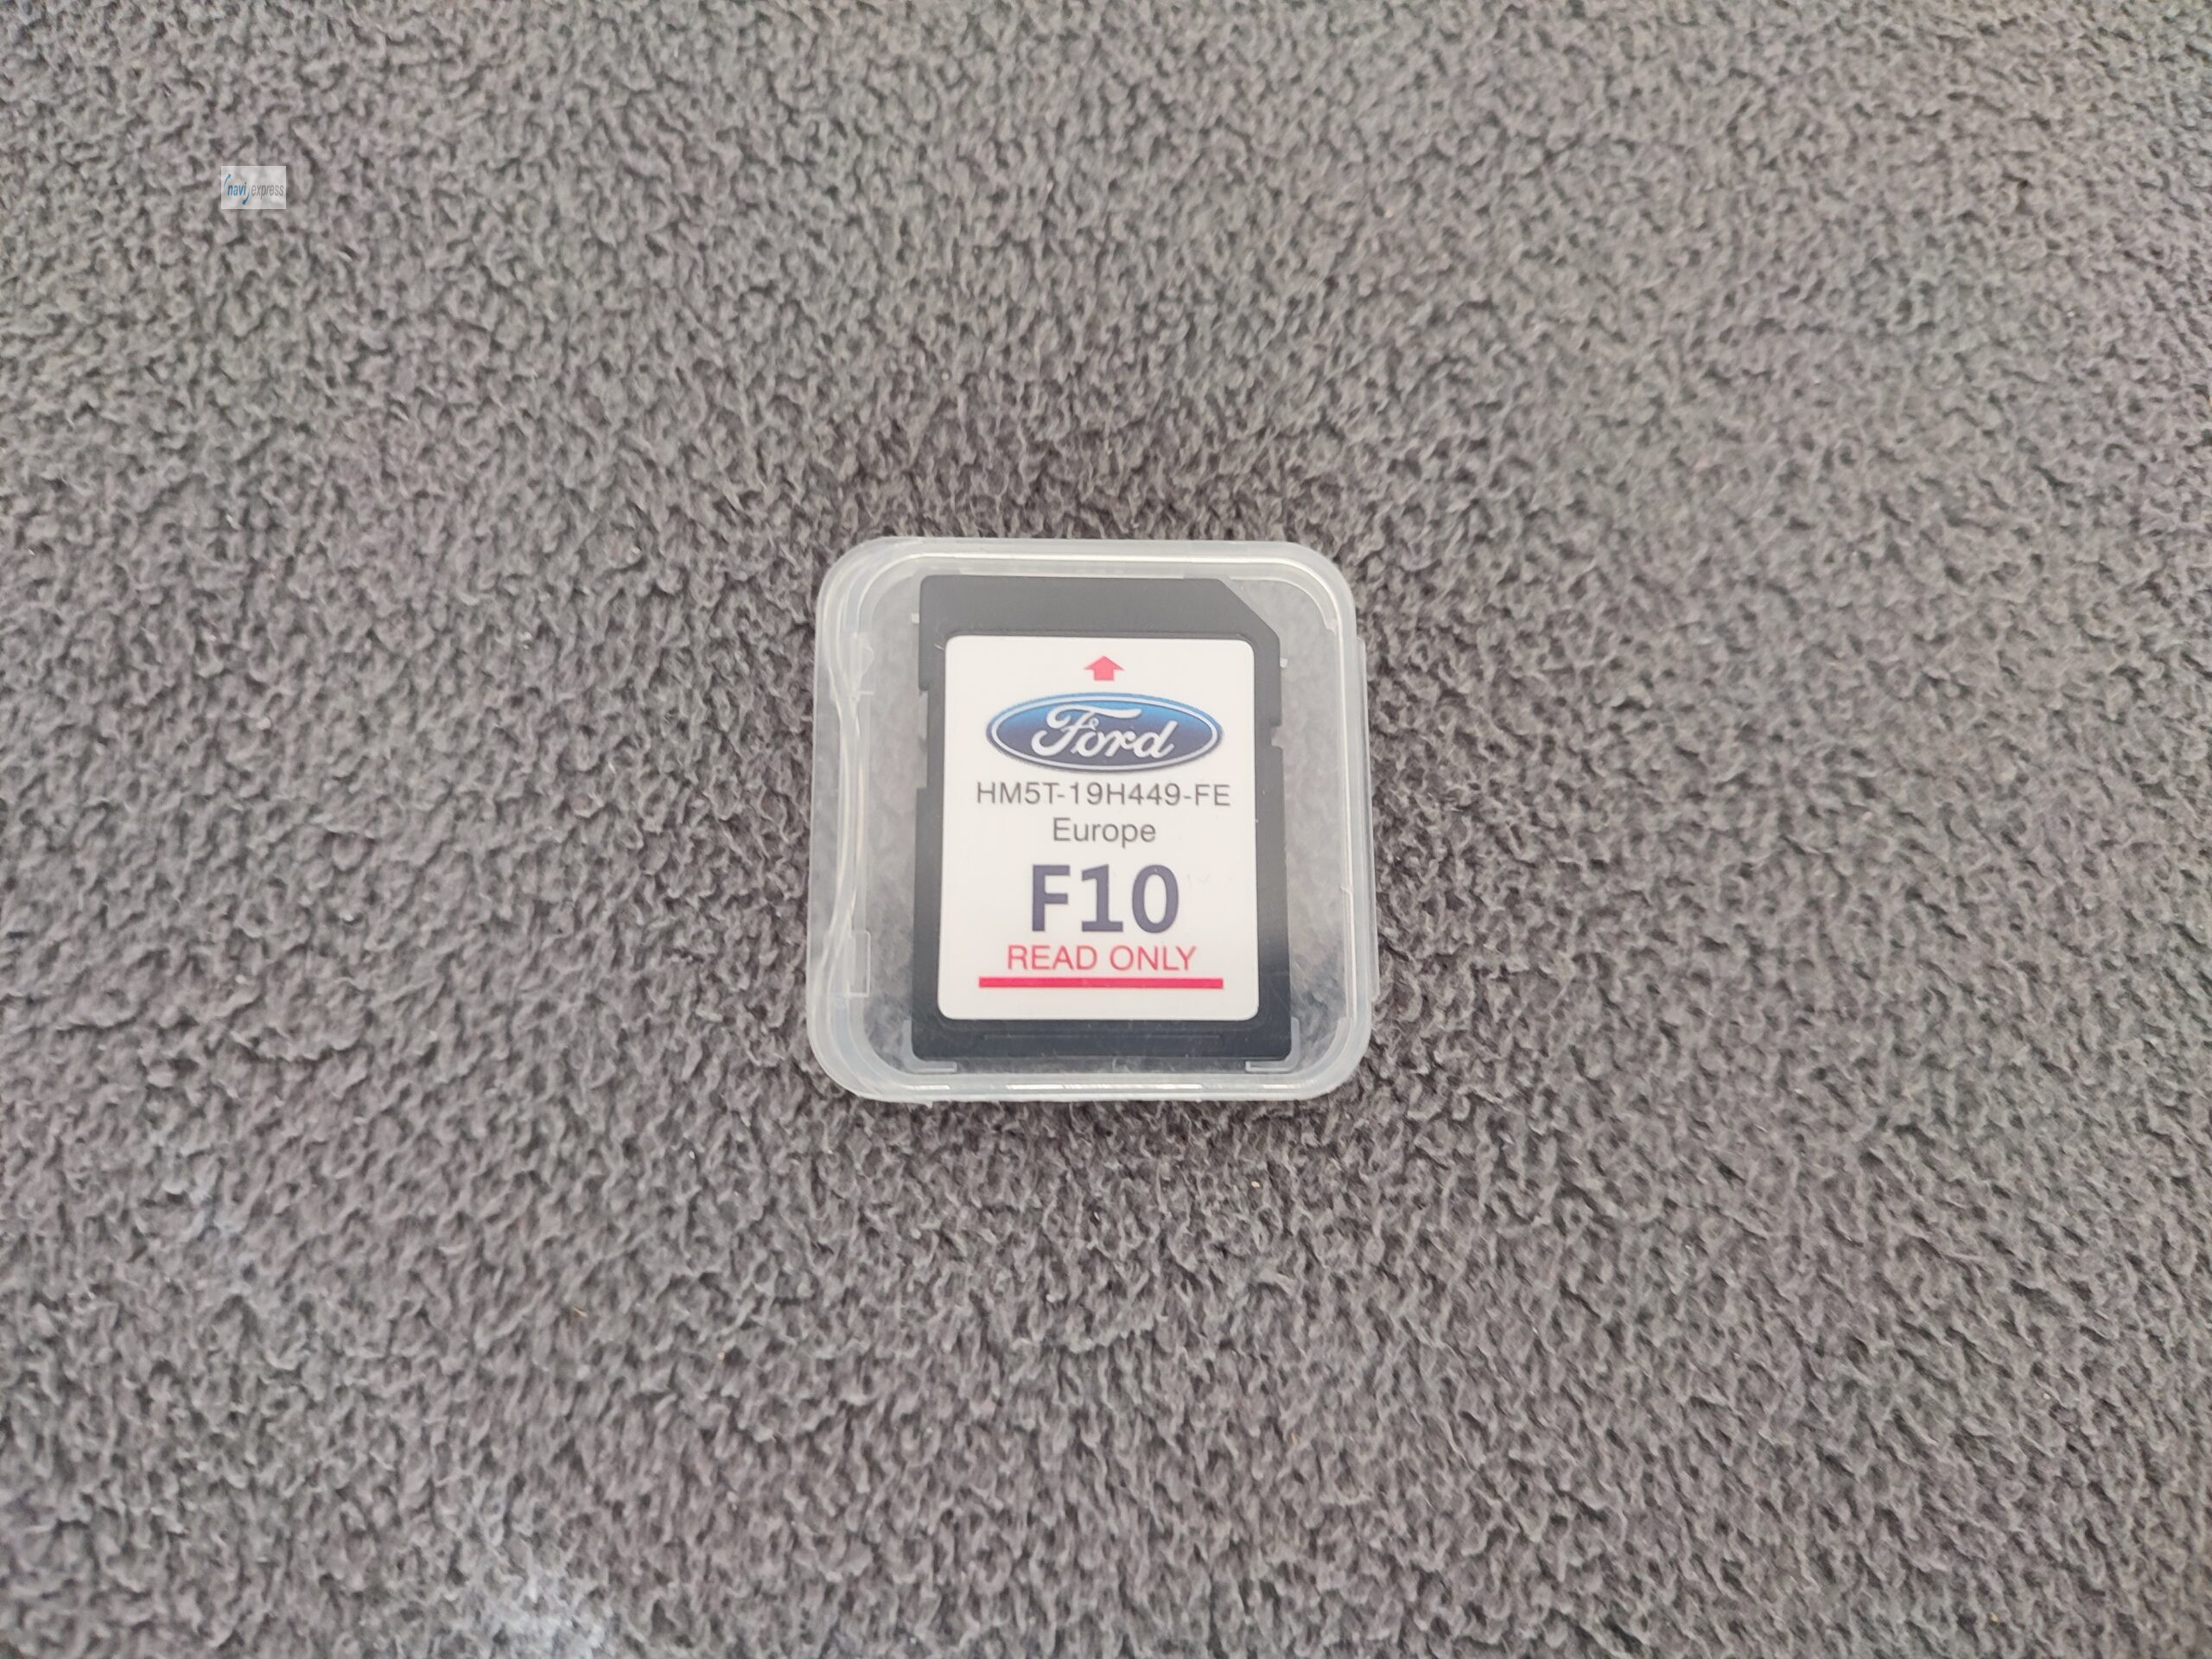 navi express
Ford
HM5T-19H449-FE
Europe
F10
READ ONLY